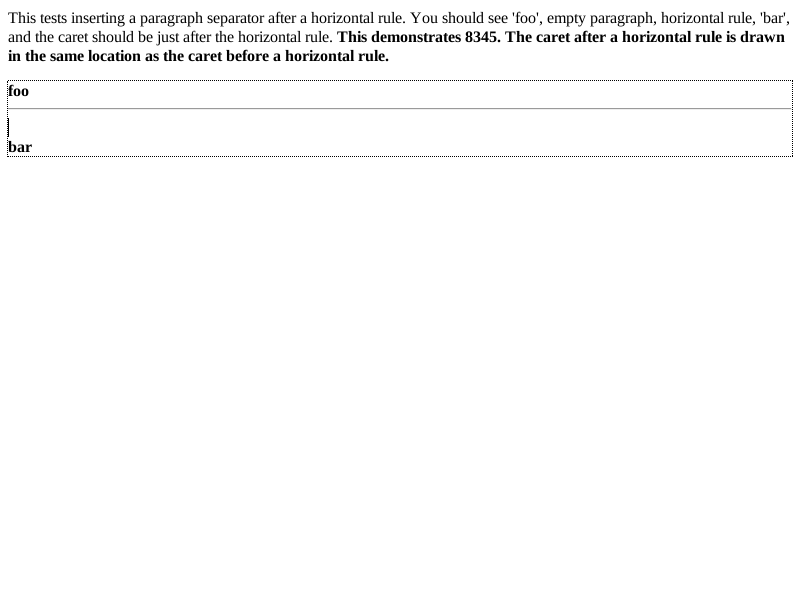 This tests inserting a paragraph separator after a horizontal rule. You should see 'foo', empty paragraph, horizontal rule, 'bar',
and the caret should be just after the horizontal rule. This demonstrates 8345. The caret after a horizontal rule is drawn
in the same location as the caret before a horizontal rule.
foo
bar